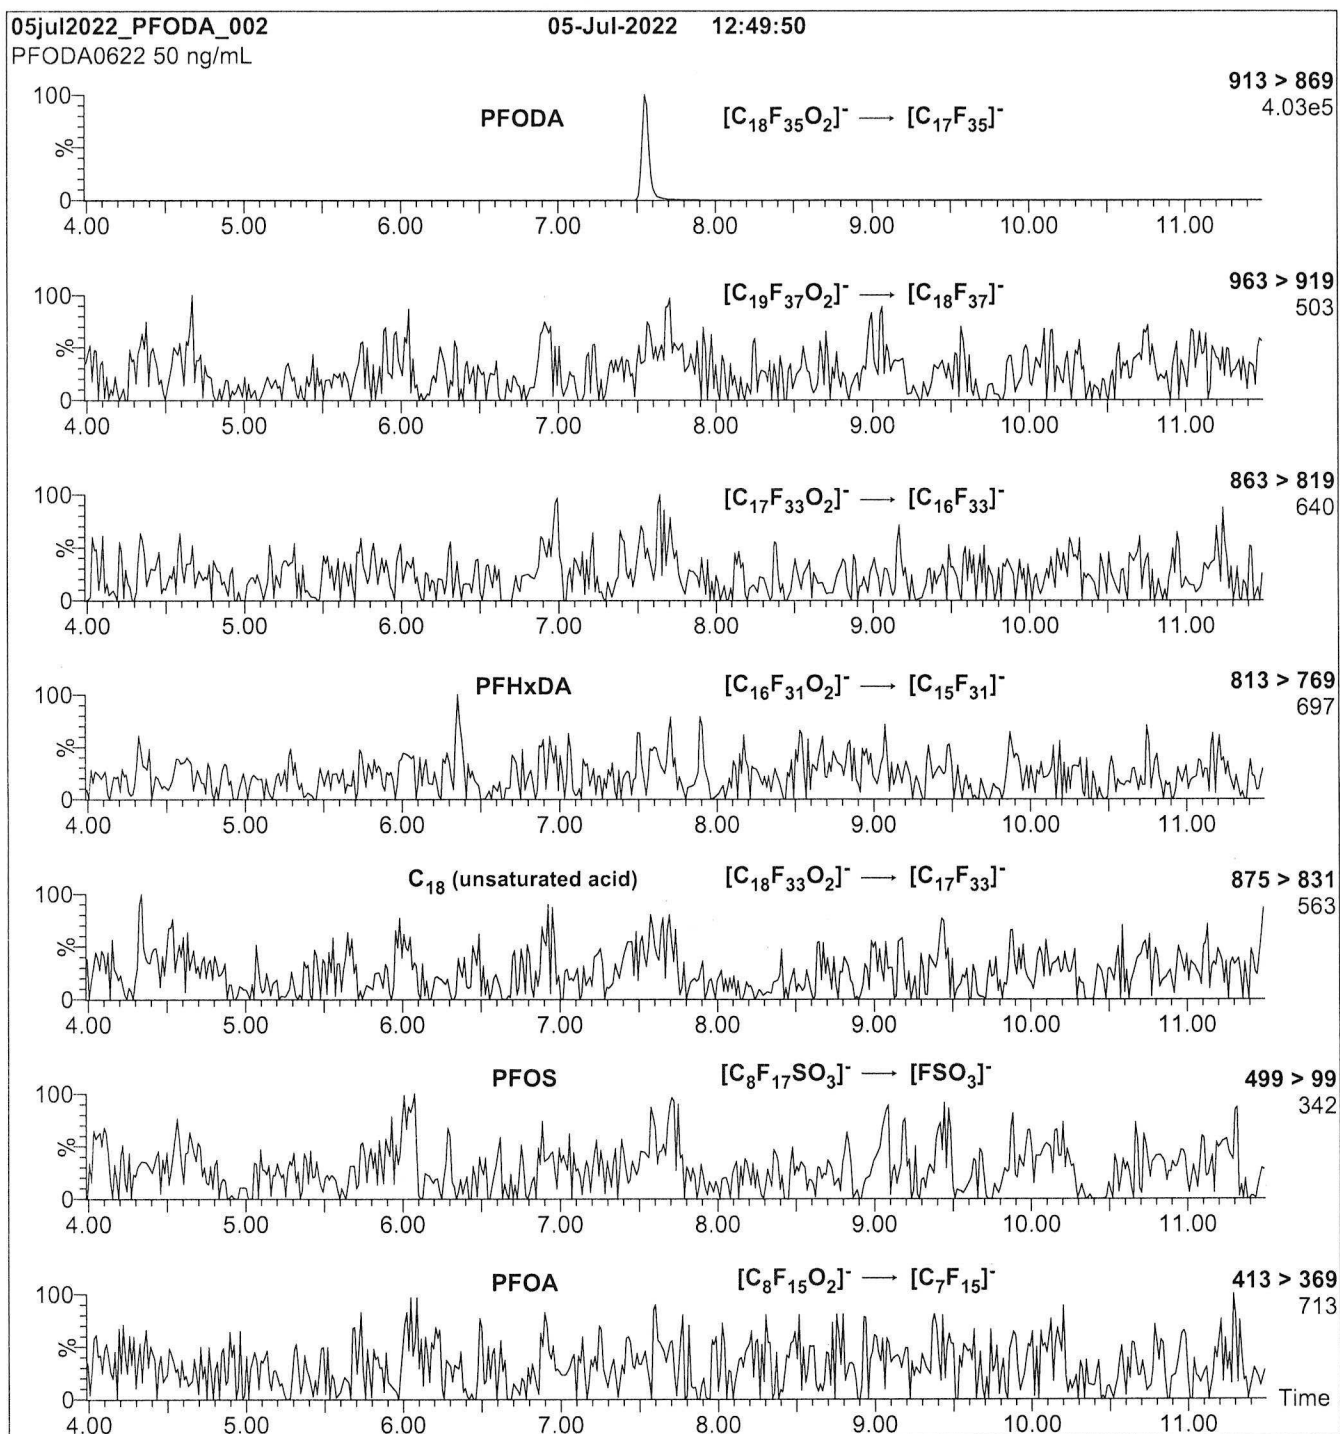 05jul2022_PFODA_002 05-Jul-2022 12:49:50
PFODA0622 50 ng/mL
913 > 869
4.03e5
PFODA [C18F35O2]- → [C17F35]-
100
%
0
4.00 5.00 6.00 7.00 8.00 9.00 10.00 11.00
963 > 919
503
[C19F37O2]- → [C18F37]-
100
%
0
4.00 5.00 6.00 7.00 8.00 9.00 10.00 11.00
863 > 819
640
[C17F33O2]- → [C16F33]-
100
%
0
4.00 5.00 6.00 7.00 8.00 9.00 10.00 11.00
813 > 769
697
PFHxDA [C16F31O2]- → [C15F31]-
100
%
0
4.00 5.00 6.00 7.00 8.00 9.00 10.00 11.00
875 > 831
563
C18 (unsaturated acid) [C18F33O2]- → [C17F33]-
100
%
0
4.00 5.00 6.00 7.00 8.00 9.00 10.00 11.00
499 > 99
342
PFOS [C8F17SO3]- → [FSO3]-
100
%
0
4.00 5.00 6.00 7.00 8.00 9.00 10.00 11.00
413 > 369
713
PFOA [C8F15O2]- → [C7F15]-
100
%
0
Time
4.00 5.00 6.00 7.00 8.00 9.00 10.00 11.00